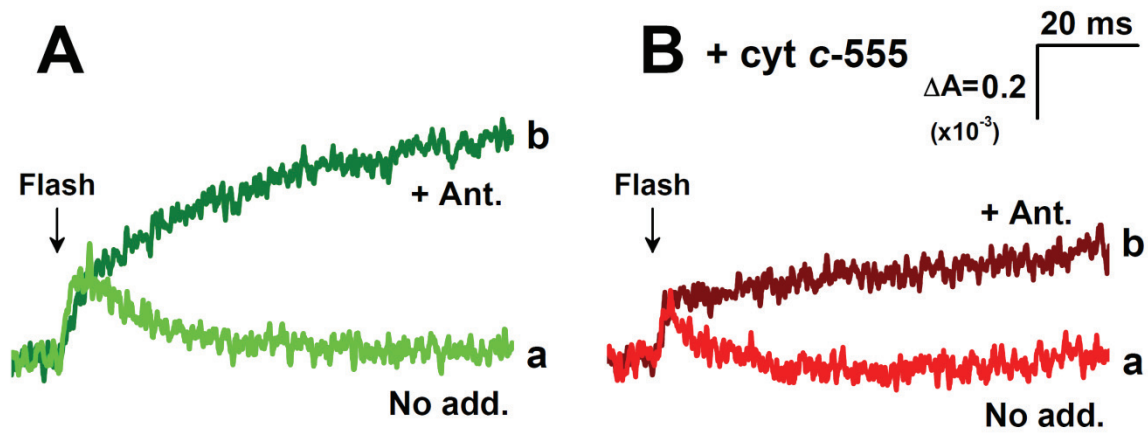 A
Flash
b
+ Ant.
a
No add.
B + cyt c-555
20 ms
ΔA=0.2
(x10⁻³)
Flash
+ Ant.
b
a
No add.